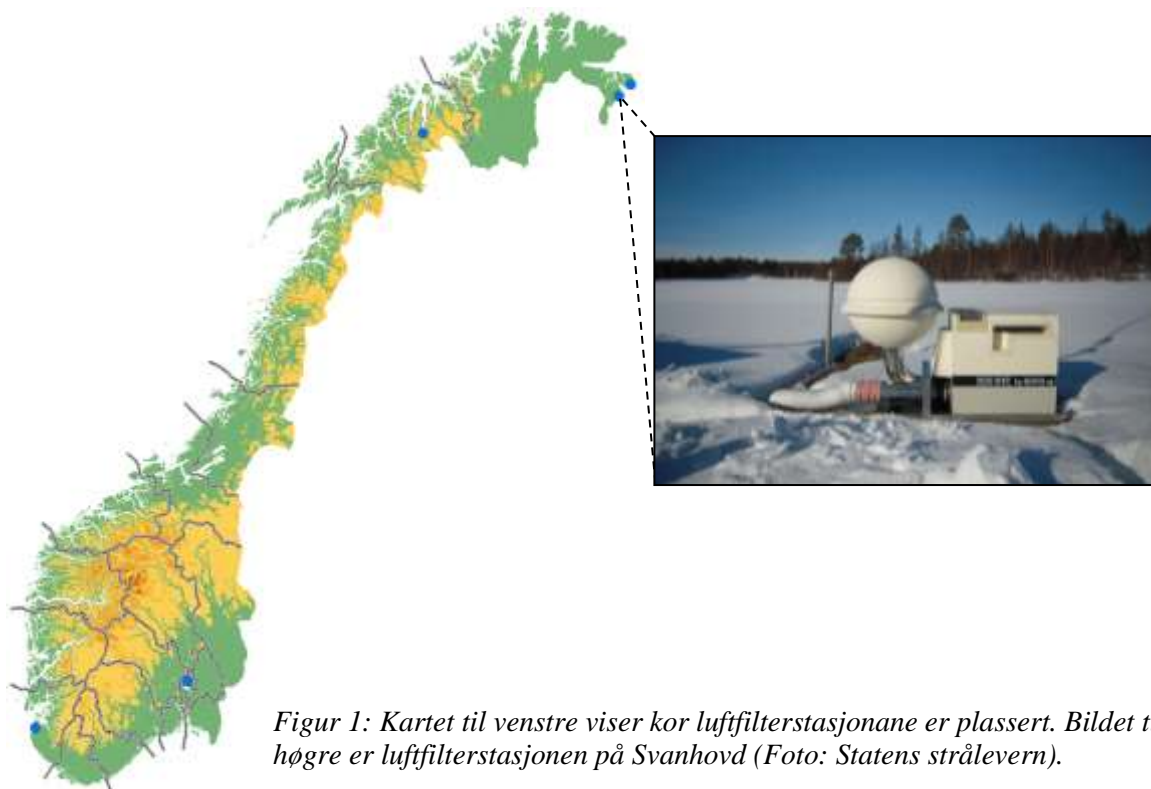 Figur 1: Kartet til venstre viser kor luftfilterstasjonane er plassert. Bildet t
høgre er luftfilterstasjonen på Svanhovd (Foto: Statens strålevern).